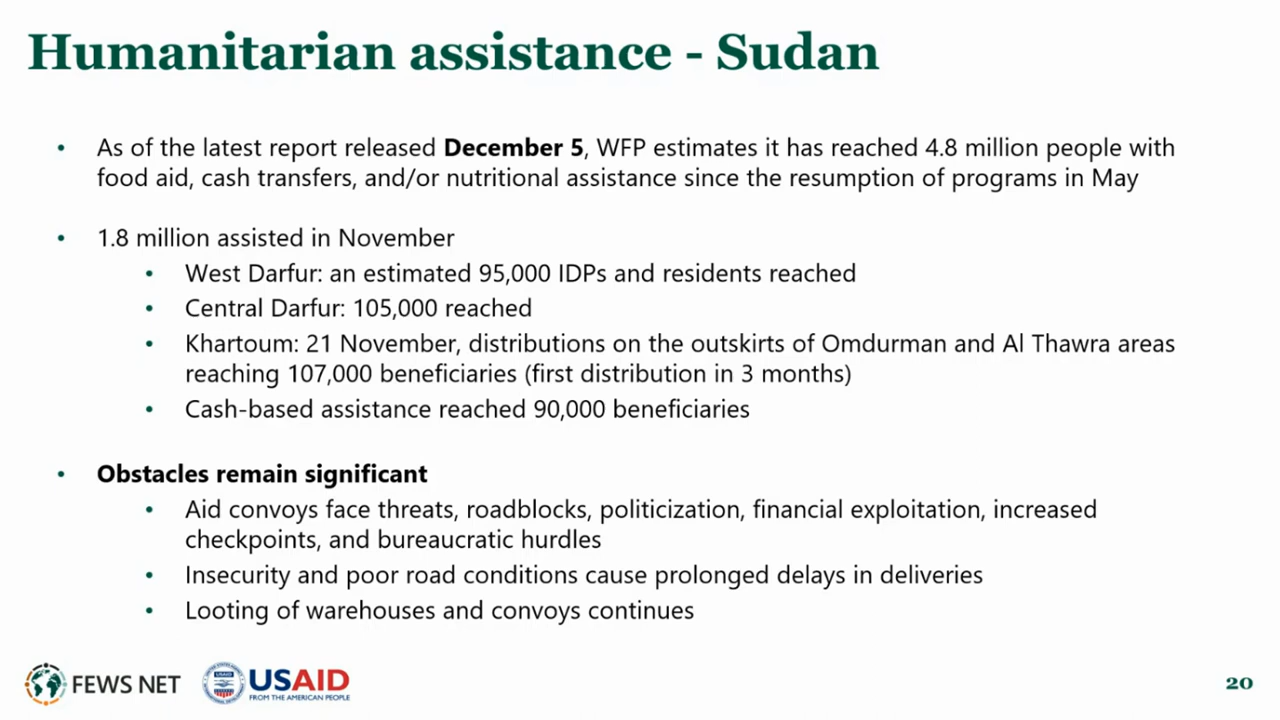 Humanitarian assistance - Sudan
• As of the latest report released December 5, WFP estimates it has reached 4.8 million people with
food aid, cash transfers, and/or nutritional assistance since the resumption of programs in May
• 1.8 million assisted in November
• West Darfur: an estimated 95,000 IDPs and residents reached
• Central Darfur: 105,000 reached
• Khartoum: 21 November, distributions on the outskirts of Omdurman and Al Thawra areas
reaching 107,000 beneficiaries (first distribution in 3 months)
• Cash-based assistance reached 90,000 beneficiaries
• Obstacles remain significant
• Aid convoys face threats, roadblocks, politicization, financial exploitation, increased
checkpoints, and bureaucratic hurdles
• Insecurity and poor road conditions cause prolonged delays in deliveries
• Looting of warehouses and convoys continues
FEWS NET
USAID
FROM THE AMERICAN PEOPLE
20